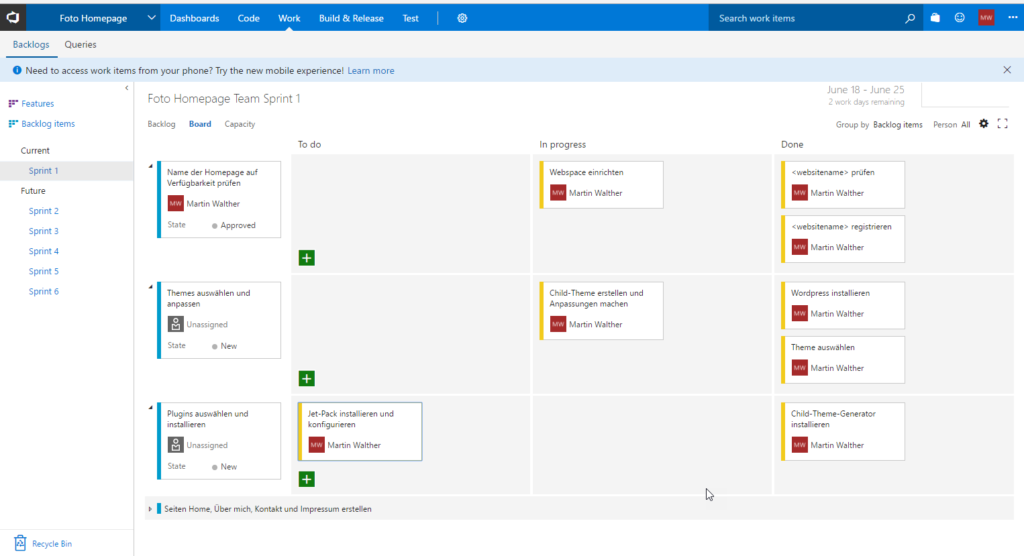 Foto Homepage Dashboards Code Work Build & Release Test Search work items MW
Backlogs Queries
Need to access work items from your phone? Try the new mobile experience! Learn more
Features
Backlog items
Current
Sprint 1
Future
Sprint 2
Sprint 3
Sprint 4
Sprint 5
Sprint 6
Recycle Bin
Foto Homepage Team Sprint 1
June 18 - June 25
2 work days remaining
Backlog Board Capacity
Group by Backlog items Person All
To do In progress Done
Name der Homepage auf
Verfügbarkeit prüfen
MW Martin Walther
State Approved
Webspace einrichten
MW Martin Walther
<websitename> prüfen
MW Martin Walther
<websitename> registrieren
MW Martin Walther
Themes auswählen und
anpassen
Unassigned
State New
Child-Theme erstellen und
Anpassungen machen
MW Martin Walther
Wordpress installieren
MW Martin Walther
Theme auswählen
MW Martin Walther
Plugins auswählen und
installieren
Unassigned
State New
Jet-Pack installieren und
konfigurieren
MW Martin Walther
Child-Theme-Generator
installieren
MW Martin Walther
Seiten Home, Über mich, Kontakt und Impressum erstellen